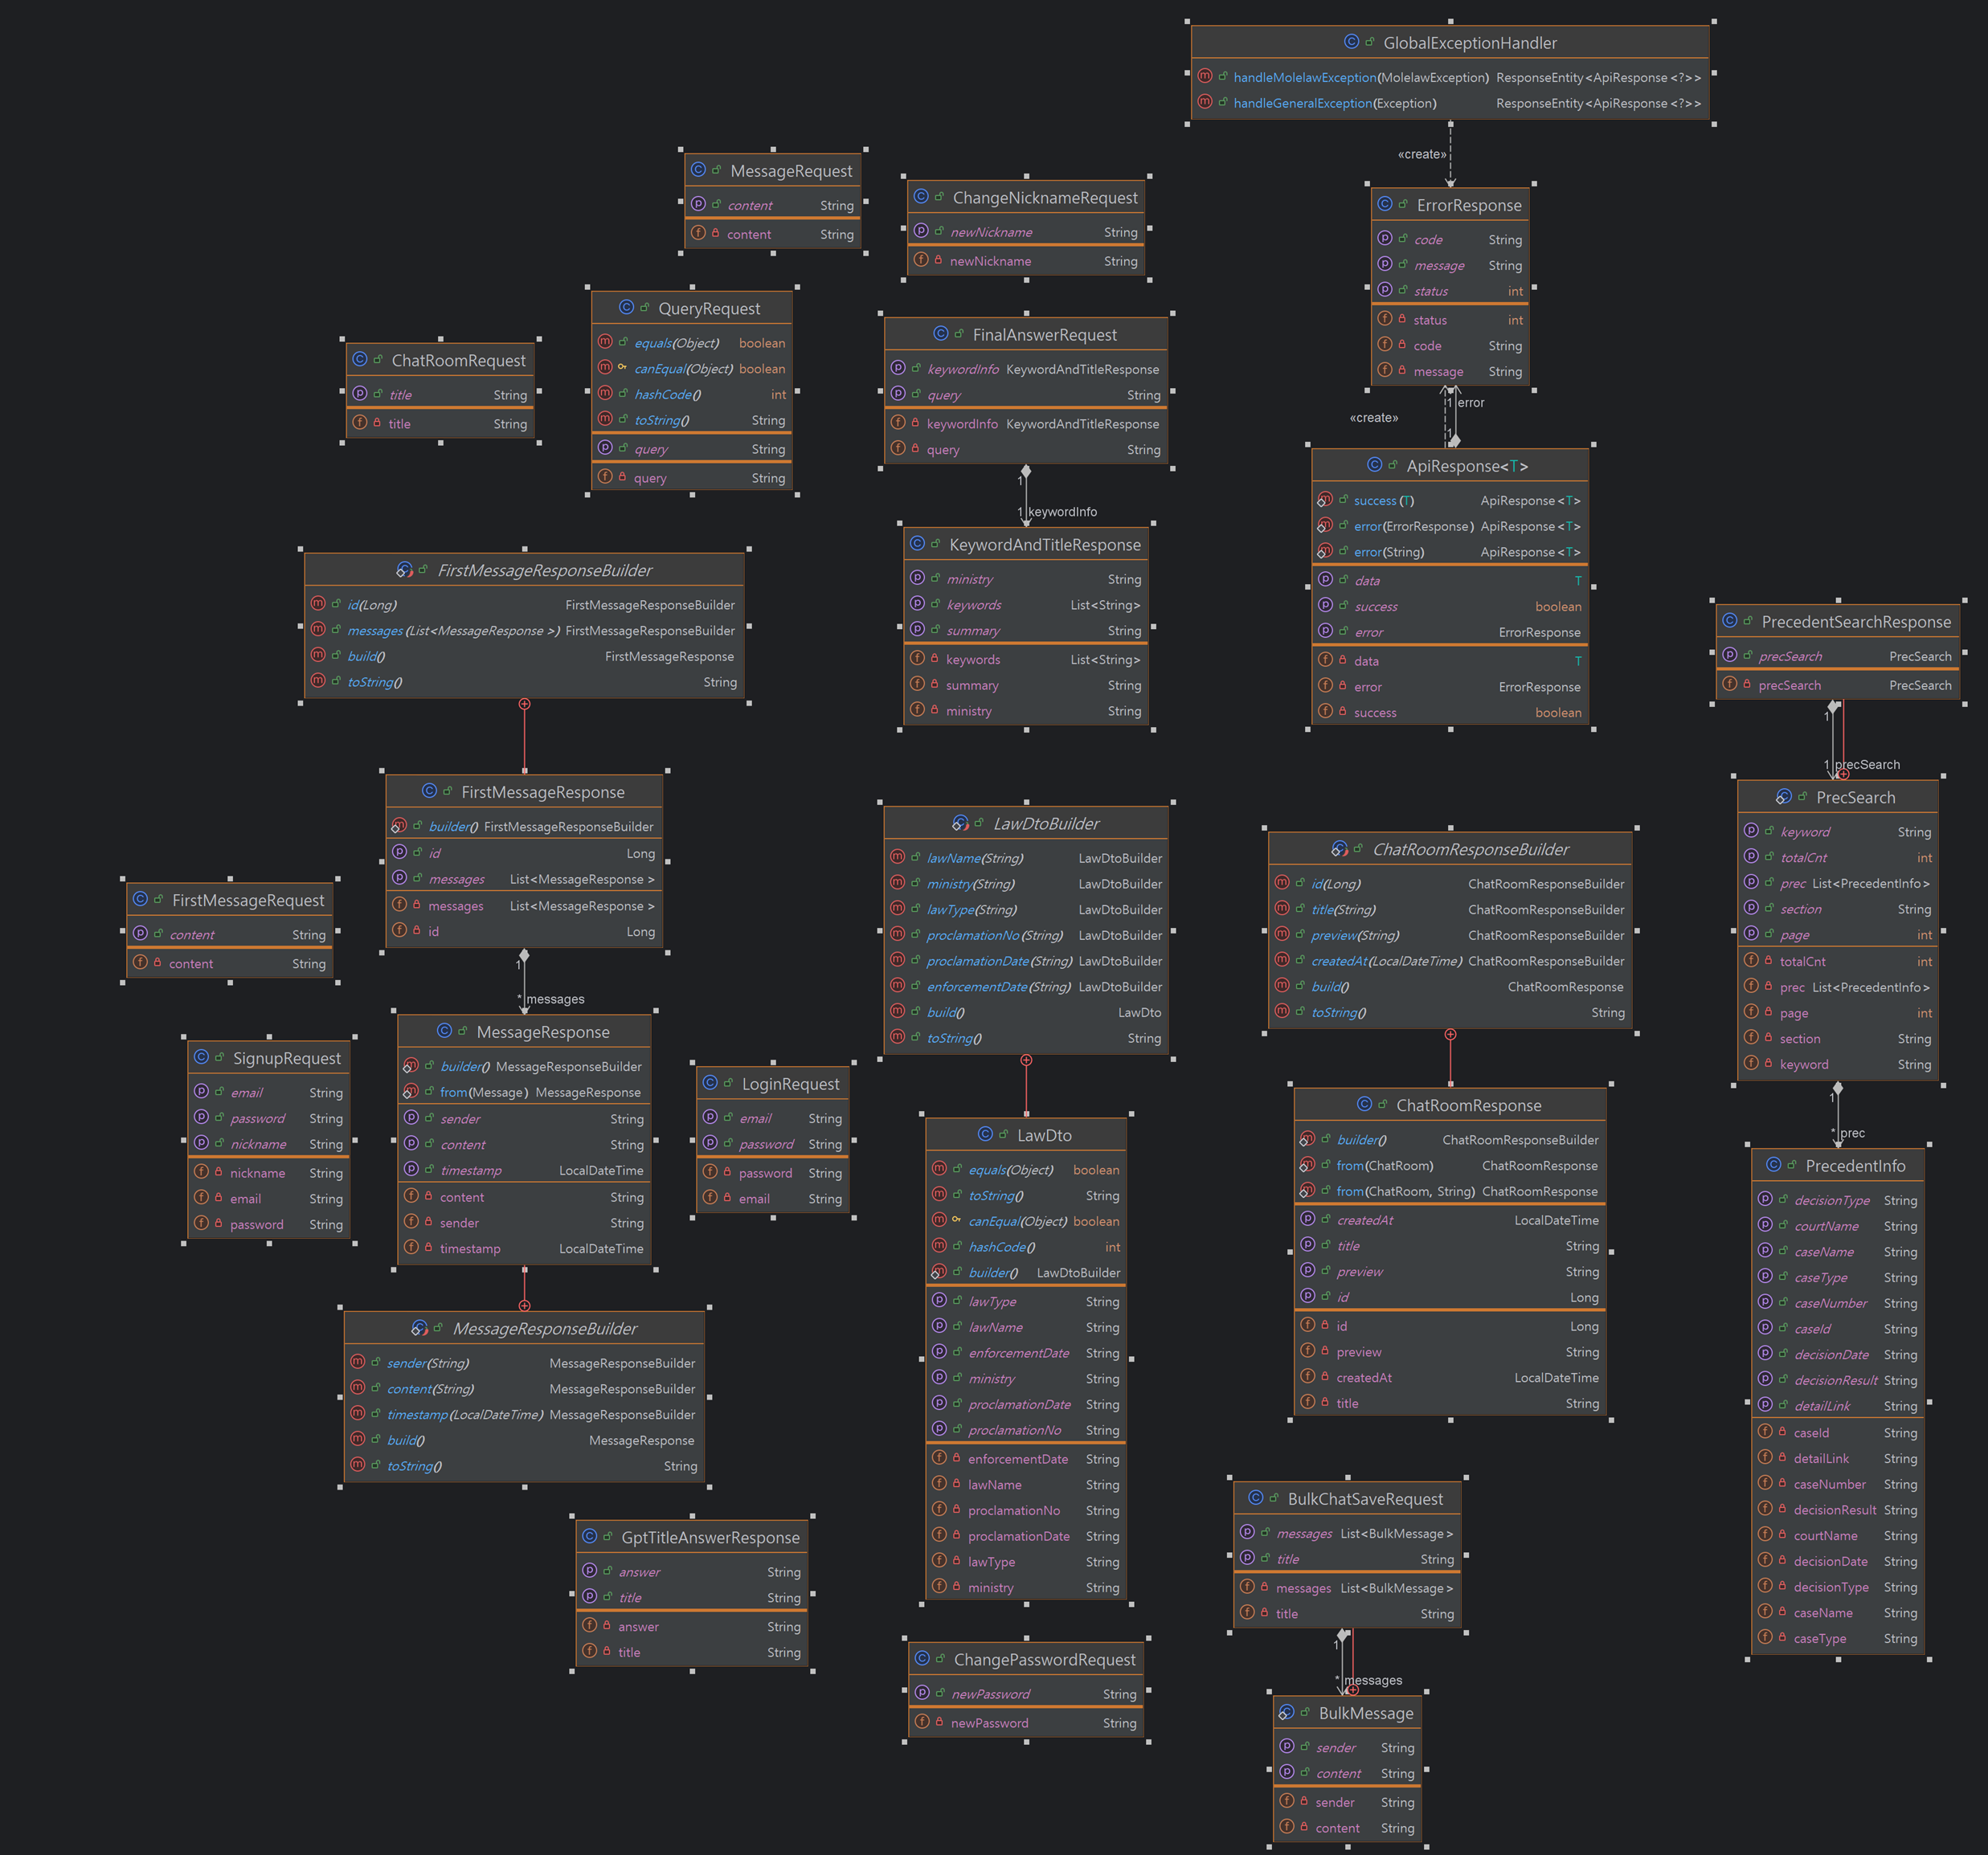 GlobalExceptionHandler
handleMolelawException(MolelawException) ResponseEntity<ApiResponse<?>>
handleGeneralException(Exception) ResponseEntity<ApiResponse<?>>
«create»
MessageRequest
content String
content String
ChangeNicknameRequest
newNickname String
newNickname String
ErrorResponse
code String
message String
status int
status int
code String
message String
1 error
«create»
1
QueryRequest
equals(Object) boolean
canEqual(Object) boolean
hashCode() int
toString() String
query String
query String
FinalAnswerRequest
keywordInfo KeywordAndTitleResponse
query String
keywordInfo KeywordAndTitleResponse
query String
1
1 keywordInfo
ChatRoomRequest
title String
title String
ApiResponse<T>
success(T) ApiResponse<T>
error(ErrorResponse) ApiResponse<T>
error(String) ApiResponse<T>
data T
success boolean
error ErrorResponse
data T
error ErrorResponse
success boolean
KeywordAndTitleResponse
ministry String
keywords List<String>
summary String
keywords List<String>
summary String
ministry String
FirstMessageResponseBuilder
id(Long) FirstMessageResponseBuilder
messages(List<MessageResponse>) FirstMessageResponseBuilder
build() FirstMessageResponse
toString() String
PrecedentSearchResponse
precSearch PrecSearch
precSearch PrecSearch
1
1 precSearch
FirstMessageResponse
builder() FirstMessageResponseBuilder
id Long
messages List<MessageResponse>
messages List<MessageResponse>
id Long
1
* messages
PrecSearch
keyword String
totalCnt int
prec List<PrecedentInfo>
section String
page int
totalCnt int
prec List<PrecedentInfo>
page int
section String
keyword String
1
* prec
LawDtoBuilder
lawName(String) LawDtoBuilder
ministry(String) LawDtoBuilder
lawType(String) LawDtoBuilder
proclamationNo(String) LawDtoBuilder
proclamationDate(String) LawDtoBuilder
enforcementDate(String) LawDtoBuilder
build() LawDto
toString() String
ChatRoomResponseBuilder
id(Long) ChatRoomResponseBuilder
title(String) ChatRoomResponseBuilder
preview(String) ChatRoomResponseBuilder
createdAt(LocalDateTime) ChatRoomResponseBuilder
build() ChatRoomResponse
toString() String
FirstMessageRequest
content String
content String
MessageResponse
builder() MessageResponseBuilder
from(Message) MessageResponse
sender String
content String
timestamp LocalDateTime
content String
sender String
timestamp LocalDateTime
SignupRequest
email String
password String
nickname String
nickname String
email String
password String
LoginRequest
email String
password String
password String
email String
ChatRoomResponse
builder() ChatRoomResponseBuilder
from(ChatRoom) ChatRoomResponse
from(ChatRoom, String) ChatRoomResponse
createdAt LocalDateTime
title String
preview String
id Long
id Long
preview String
createdAt LocalDateTime
title String
LawDto
equals(Object) boolean
toString() String
canEqual(Object) boolean
hashCode() int
builder() LawDtoBuilder
lawType String
lawName String
enforcementDate String
ministry String
proclamationDate String
proclamationNo String
enforcementDate String
lawName String
proclamationNo String
proclamationDate String
lawType String
ministry String
PrecedentInfo
decisionType String
courtName String
caseName String
caseType String
caseNumber String
caseId String
decisionDate String
decisionResult String
detailLink String
caseId String
detailLink String
caseNumber String
decisionResult String
courtName String
decisionDate String
decisionType String
caseName String
caseType String
MessageResponseBuilder
sender(String) MessageResponseBuilder
content(String) MessageResponseBuilder
timestamp(LocalDateTime) MessageResponseBuilder
build() MessageResponse
toString() String
BulkChatSaveRequest
messages List<BulkMessage>
title String
messages List<BulkMessage>
title String
1
* messages
GptTitleAnswerResponse
answer String
title String
answer String
title String
ChangePasswordRequest
newPassword String
newPassword String
BulkMessage
sender String
content String
sender String
content String